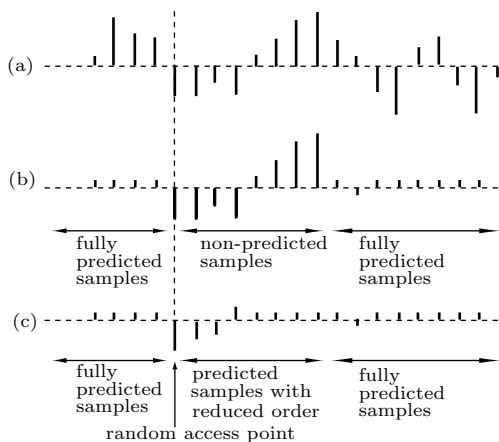 (a)
(b)
fully
predicted
samples
non-predicted
samples
fully
predicted
samples
(c)
fully
predicted
samples
predicted
samples with
reduced order
fully
predicted
samples
random access point